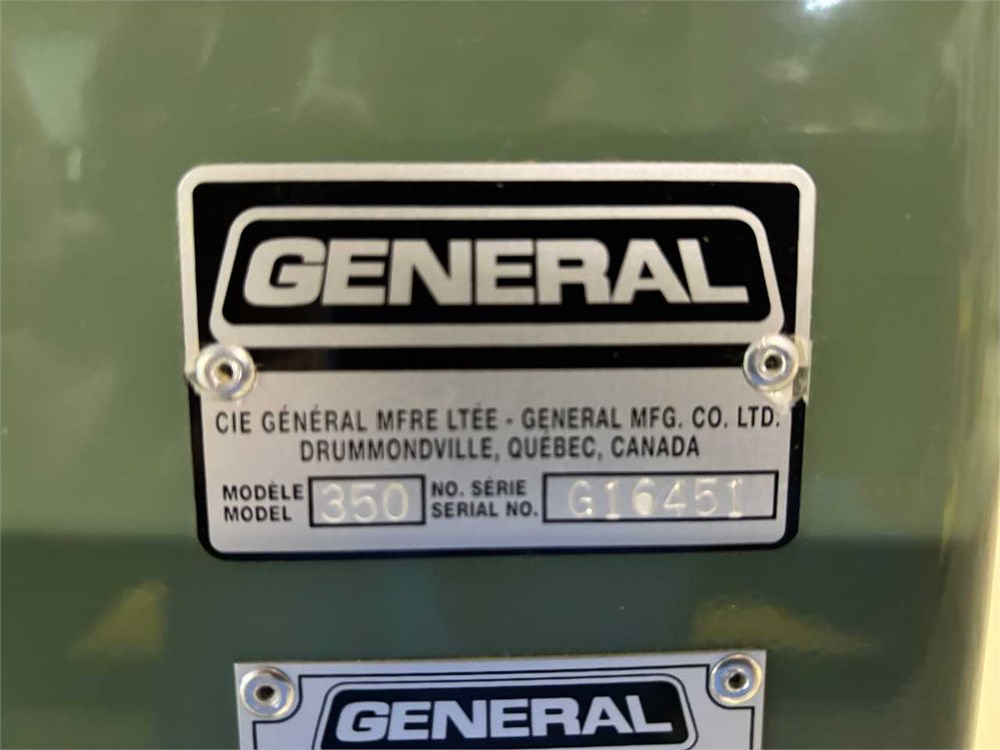 GENERAL
CIE GÉNÉRAL MFRE LTÉE - GENERAL MFG. CO. LTD.
DRUMMONDVILLE, QUÉBEC, CANADA
MODÈLE 350 NO. SÉRIE G16451
MODEL SERIAL NO.
GENERAL